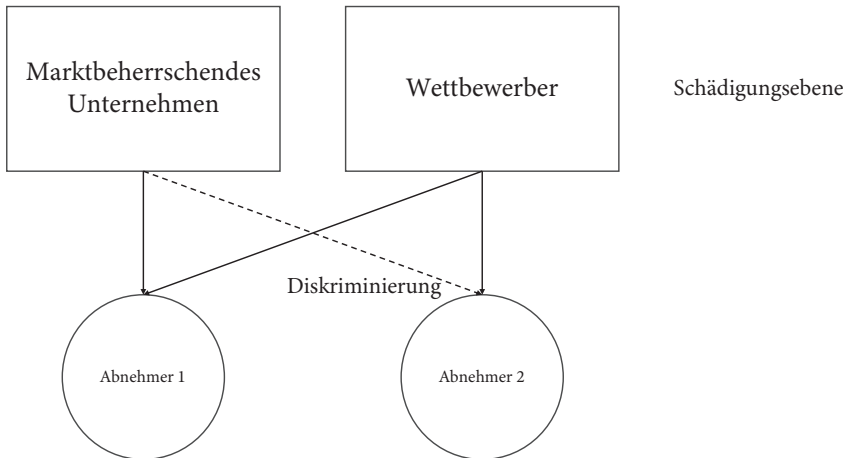 Marktbeherrschendes
Unternehmen
Wettbewerber
Schädigungsebene
Diskriminierung
Abnehmer 1
Abnehmer 2